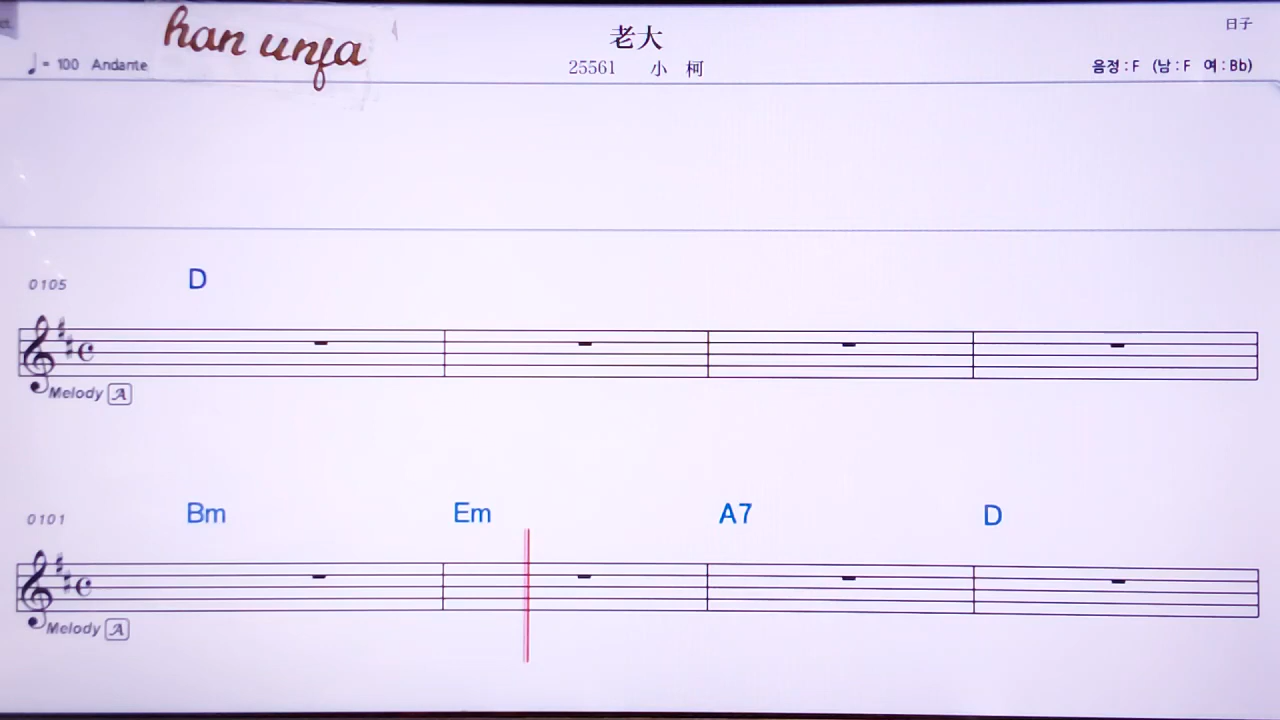 han unfa
老大
日子
♩= 100 Andante
25561 小 柯
음정 : F (남 : F 여 : Bb)
0105 D
Melody A
0101 Bm Em A7 D
Melody A